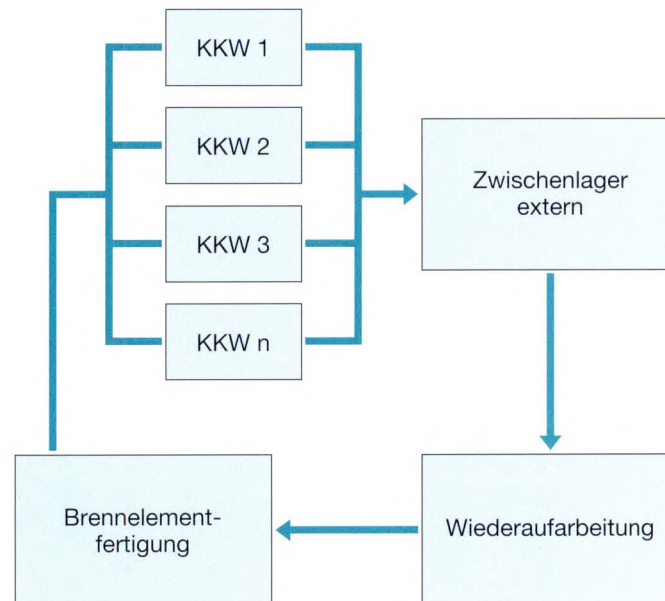 KKW 1
KKW 2
KKW 3
KKW n
Zwischenlager
extern
Wiederaufarbeitung
Brennelement-
fertigung